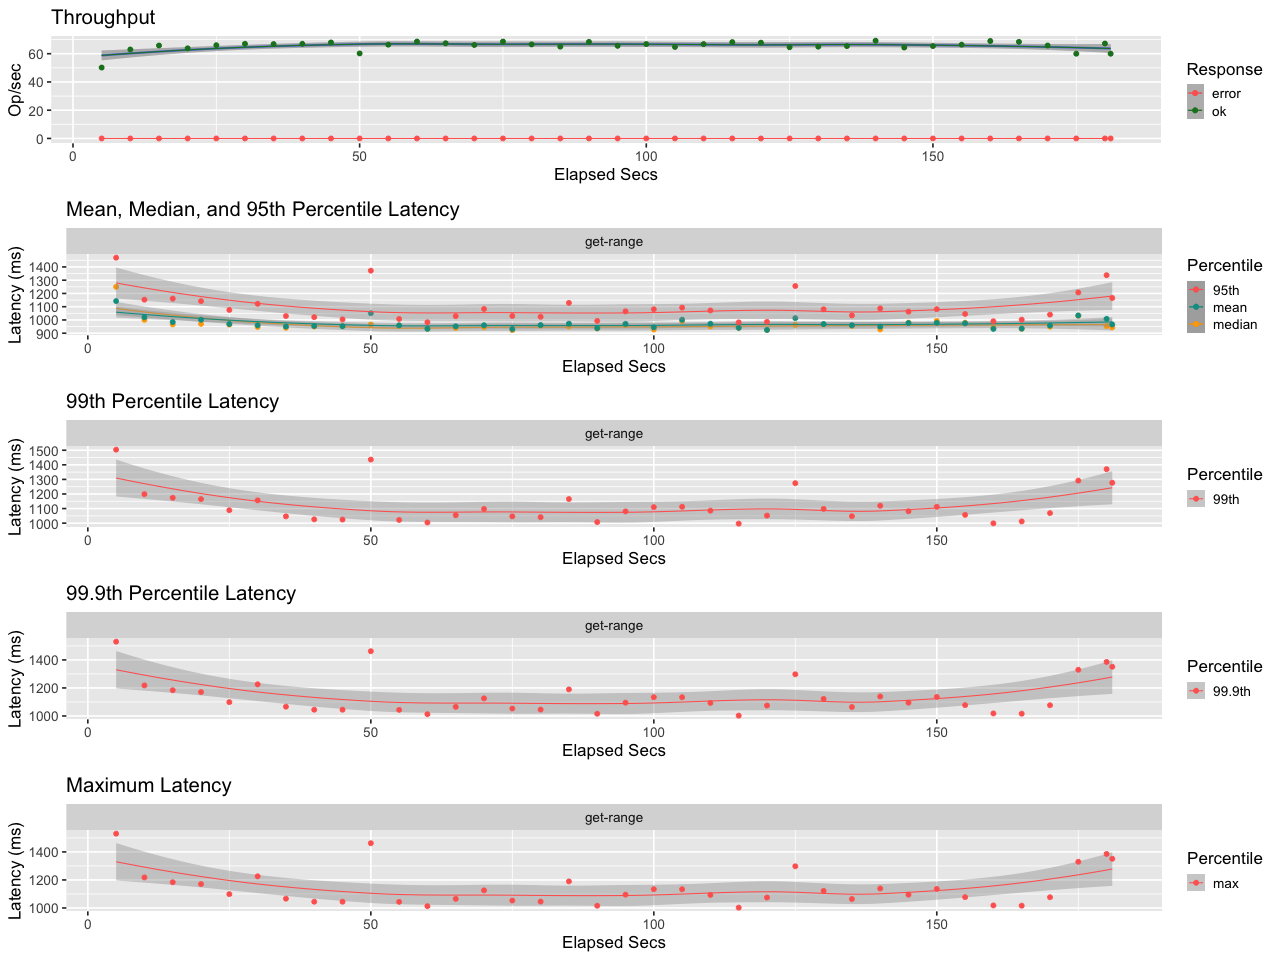 Throughput
Op/sec
60
40
20
0
0 50 100 150
Elapsed Secs
Response
error
ok
Mean, Median, and 95th Percentile Latency
get-range
Latency (ms)
1400
1300
1200
1100
1000
900
0 50 100 150
Elapsed Secs
Percentile
95th
mean
median
99th Percentile Latency
get-range
Latency (ms)
1500
1400
1300
1200
1100
1000
0 50 100 150
Elapsed Secs
Percentile
99th
99.9th Percentile Latency
get-range
Latency (ms)
1400
1200
1000
0 50 100 150
Elapsed Secs
Percentile
99.9th
Maximum Latency
get-range
Latency (ms)
1400
1200
1000
0 50 100 150
Elapsed Secs
Percentile
max